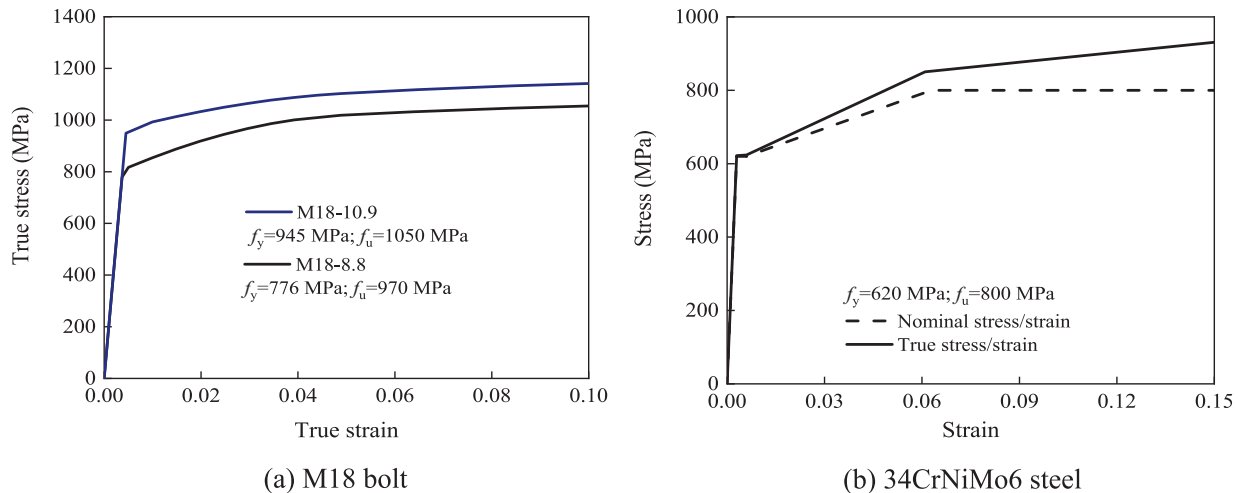 1400
1200
1000
800
600
400
200
0
0.00 0.02 0.04 0.06 0.08 0.10
True stress (MPa)
True strain
M18-10.9
fy=945 MPa; fu=1050 MPa
M18-8.8
fy=776 MPa; fu=970 MPa
(a) M18 bolt
1000
800
600
400
200
0
0.00 0.03 0.06 0.09 0.12 0.15
Stress (MPa)
Strain
fy=620 MPa; fu=800 MPa
Nominal stress/strain
True stress/strain
(b) 34CrNiMo6 steel